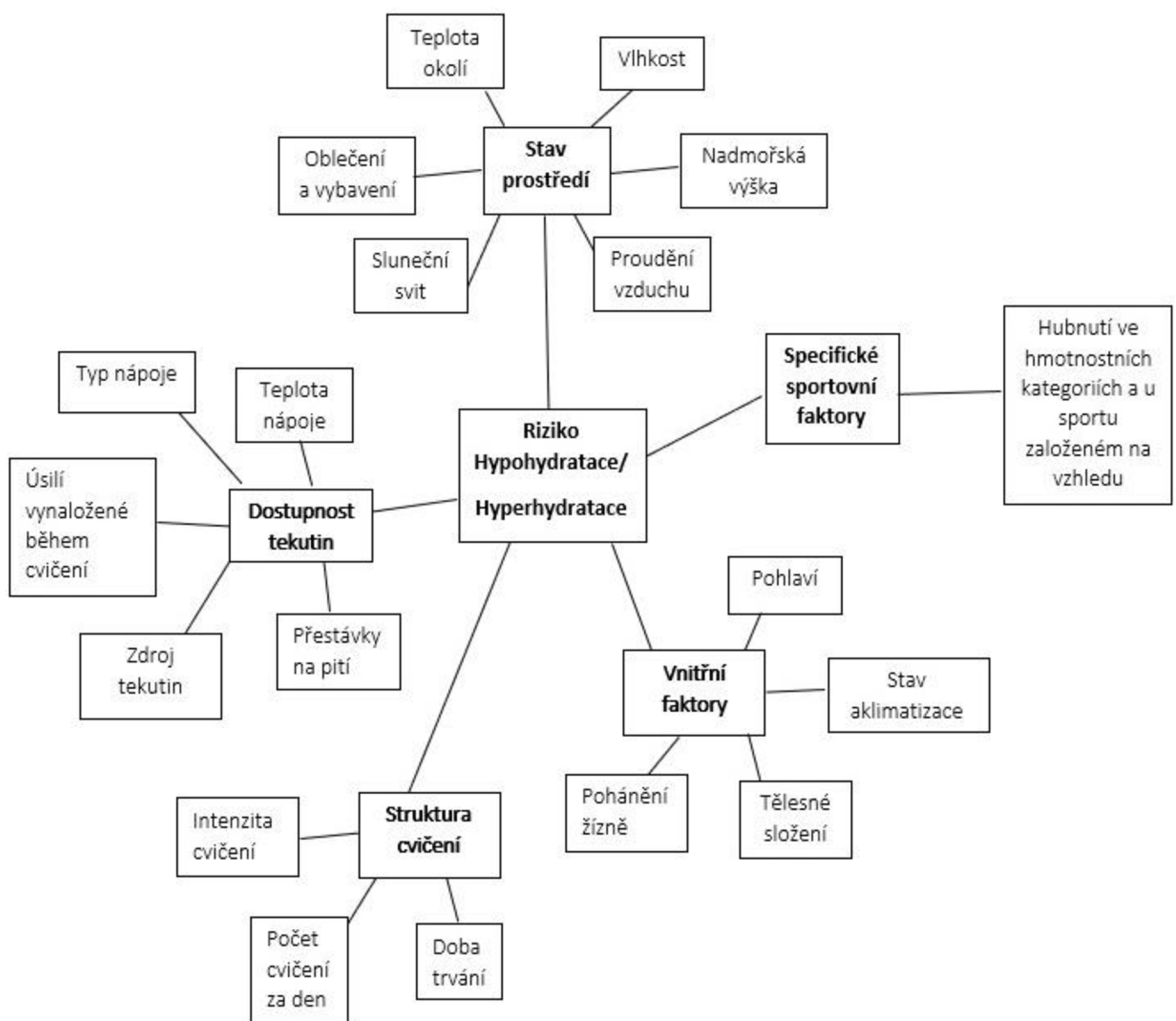 Teplota
okolí
Vlhkost
Stav
prostředí
Oblečení
a vybavení
Nadmořská
výška
Sluneční
svit
Proudění
vzduchu
Specifické
sportovní
faktory
Hubnutí ve
hmotnostních
kategoriích a u
sportu
založeném na
vzhledu
Typ nápoje
Teplota
nápoje
Riziko
Hypohydratace/
Hyperhydratace
Úsilí
vynaložené
během
cvičení
Dostupnost
tekutin
Zdroj
tekutin
Přestávky
na pití
Pohlaví
Vnitřní
faktory
Stav
aklimatizace
Pohánění
žízně
Tělesné
složení
Intenzita
cvičení
Struktura
cvičení
Počet
cvičení
za den
Doba
trvání